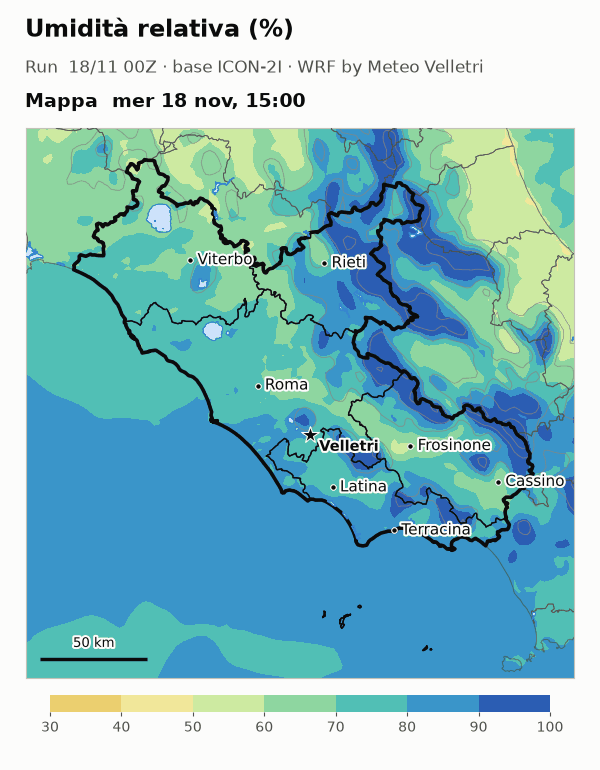 Umidità relativa (%)
Run  18/11 00Z · base ICON-2I · WRF by Meteo Velletri
Mappa  mer 18 nov, 15:00
Viterbo
Rieti
Roma
Velletri
Frosinone
Cassino
Latina
Terracina
50 km
30 40 50 60 70 80 90 100